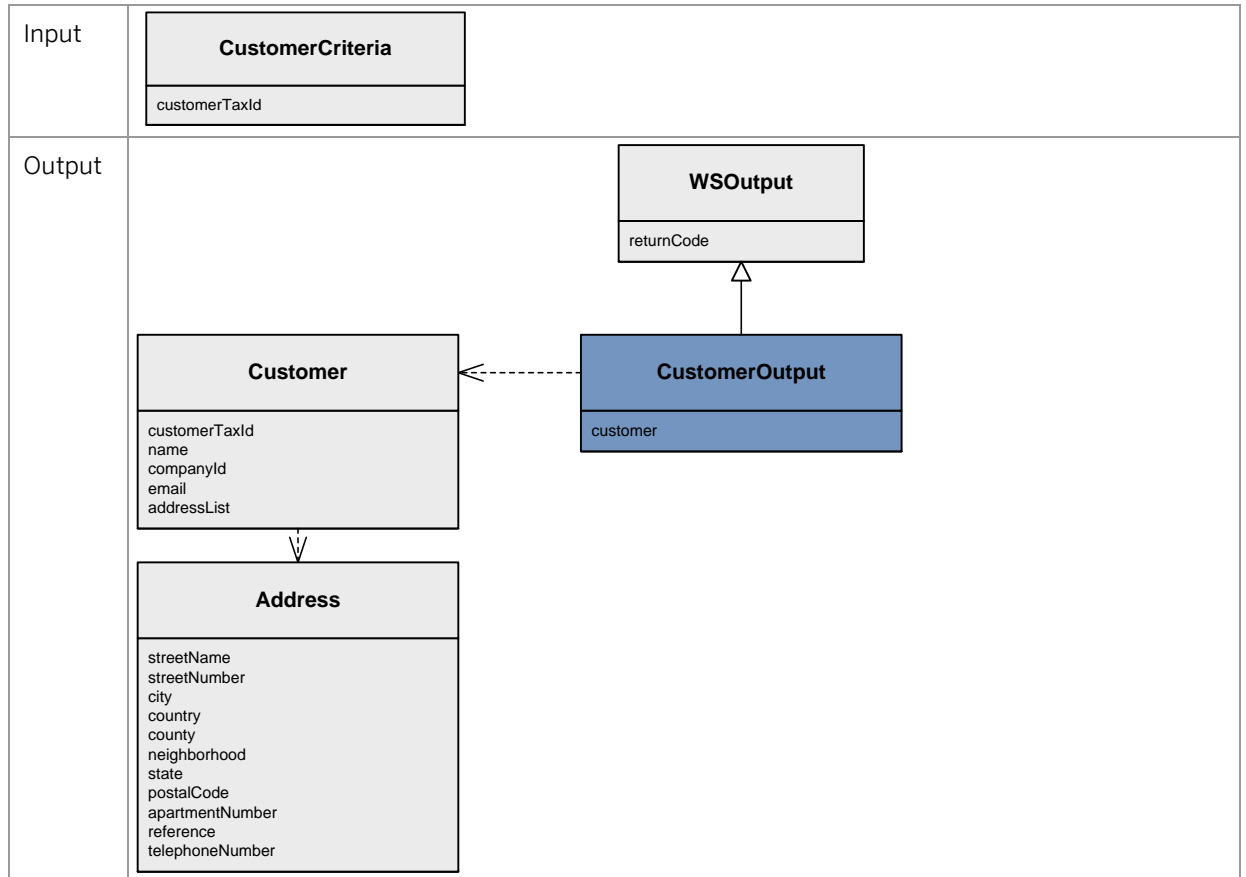 Input
CustomerCriteria
customerTaxId
Output
WSOutput
returnCode
Customer
customerTaxId
name
companyId
email
addressList
CustomerOutput
customer
Address
streetName
streetNumber
city
country
county
neighborhood
state
postalCode
apartmentNumber
reference
telephoneNumber